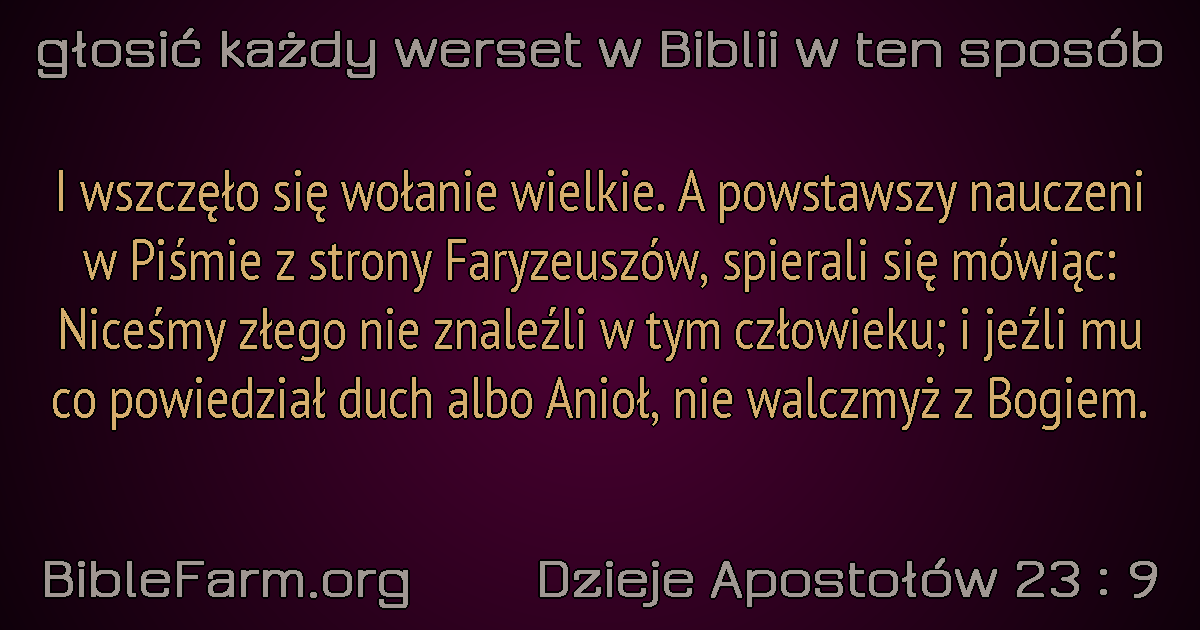 głosić każdy werset w Biblii w ten sposób
I wszczęło się wołanie wielkie. A powstawszy nauczeni
w Piśmie z strony Faryzeuszów, spierali się mówiąc:
Niceśmy złego nie znaleźli w tym człowieku; i jeźli mu
co powiedział duch albo Anioł, nie walczmyż z Bogiem.
BibleFarm.org Dzieje Apostołów 23 : 9